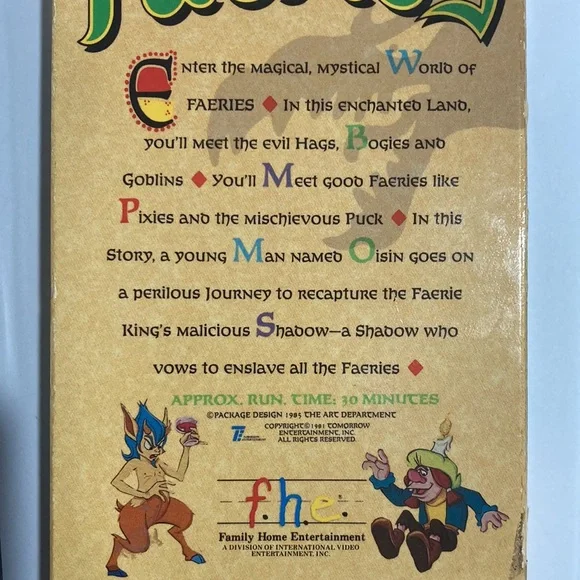 Faeries
Enter the magical, mystical World of
FAERIES ♦ In this enchanted Land,
you'll meet the evil Hags, Bogies and
Goblins ♦ You'll Meet good Faeries like
Pixies and the mischievous Puck ♦ In this
Story, a young Man named Oisin goes on
a perilous Journey to recapture the Faerie
King's malicious Shadow—a Shadow who
vows to enslave all the Faeries ♦
APPROX. RUN. TIME: 30 MINUTES
©PACKAGE DESIGN 1985 THE ART DEPARTMENT
COPYRIGHT© 1981 TOMORROW
ENTERTAINMENT, INC.
ALL RIGHTS RESERVED.
f.h.e.
Family Home Entertainment
A DIVISION OF INTERNATIONAL VIDEO
ENTERTAINMENT, INC.